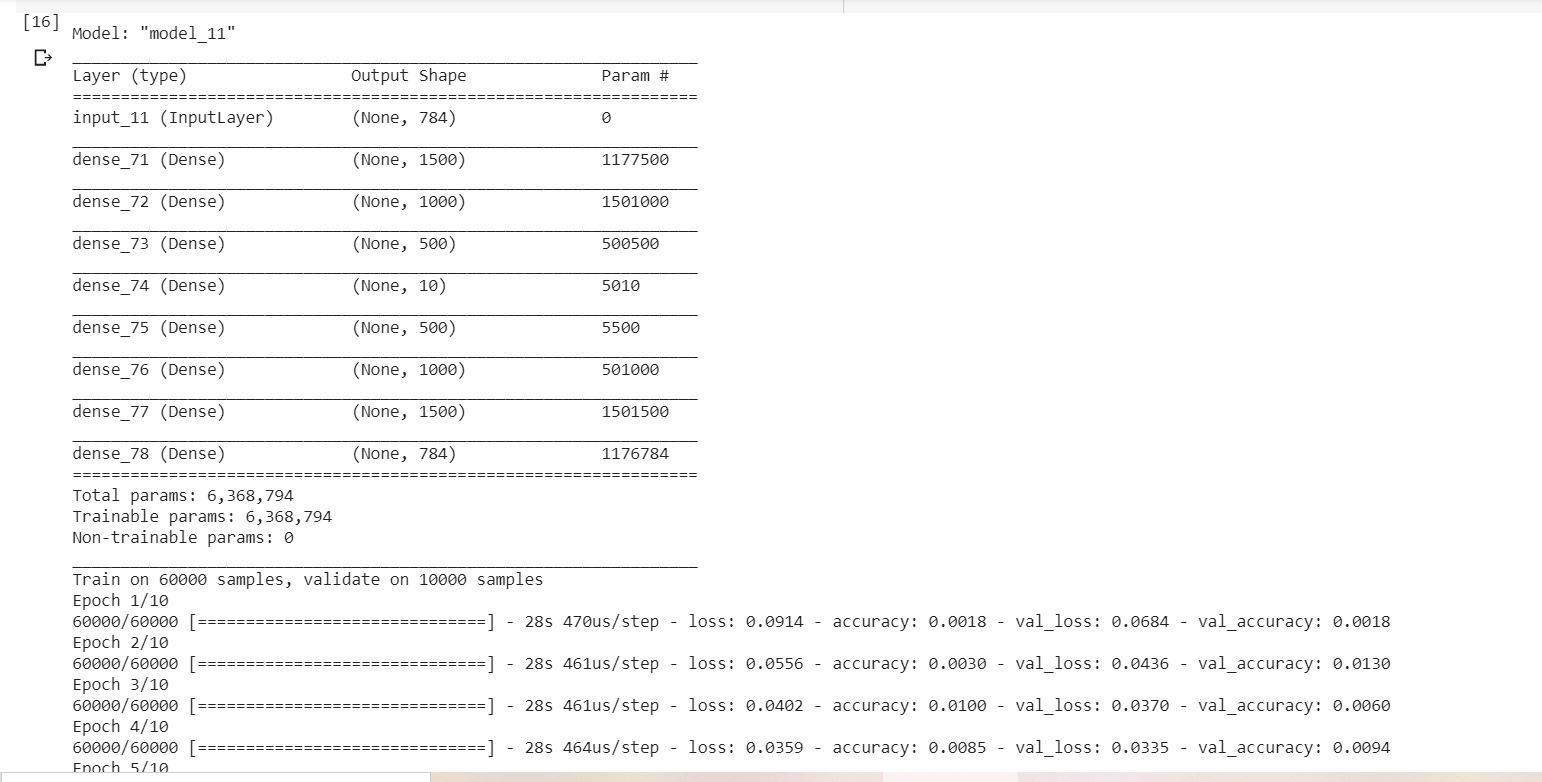 [16]
Model: "model_11"
_________________________________________________________________
Layer (type)                 Output Shape              Param #
=================================================================
input_11 (InputLayer)        (None, 784)               0
_________________________________________________________________
dense_71 (Dense)             (None, 1500)              1177500
_________________________________________________________________
dense_72 (Dense)             (None, 1000)              1501000
_________________________________________________________________
dense_73 (Dense)             (None, 500)               500500
_________________________________________________________________
dense_74 (Dense)             (None, 10)                5010
_________________________________________________________________
dense_75 (Dense)             (None, 500)               5500
_________________________________________________________________
dense_76 (Dense)             (None, 1000)              501000
_________________________________________________________________
dense_77 (Dense)             (None, 1500)              1501500
_________________________________________________________________
dense_78 (Dense)             (None, 784)               1176784
=================================================================
Total params: 6,368,794
Trainable params: 6,368,794
Non-trainable params: 0
_________________________________________________________________
Train on 60000 samples, validate on 10000 samples
Epoch 1/10
60000/60000 [==============================] - 28s 470us/step - loss: 0.0914 - accuracy: 0.0018 - val_loss: 0.0684 - val_accuracy: 0.0018
Epoch 2/10
60000/60000 [==============================] - 28s 461us/step - loss: 0.0556 - accuracy: 0.0030 - val_loss: 0.0436 - val_accuracy: 0.0130
Epoch 3/10
60000/60000 [==============================] - 28s 461us/step - loss: 0.0402 - accuracy: 0.0100 - val_loss: 0.0370 - val_accuracy: 0.0060
Epoch 4/10
60000/60000 [==============================] - 28s 464us/step - loss: 0.0359 - accuracy: 0.0085 - val_loss: 0.0335 - val_accuracy: 0.0094
Epoch 5/10